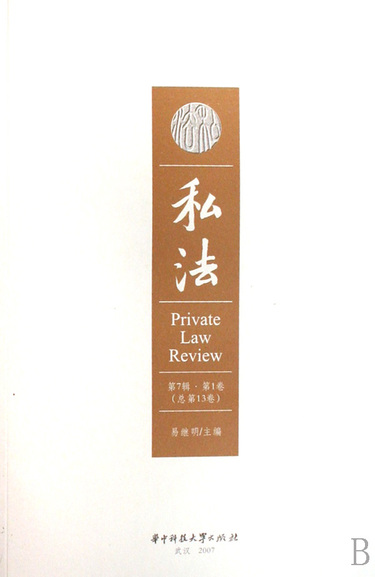 私
法
Private
Law
Review
第7辑·第1卷
(总第13卷)
易继明/主编
华中科技大学出版社
武汉 2007
B